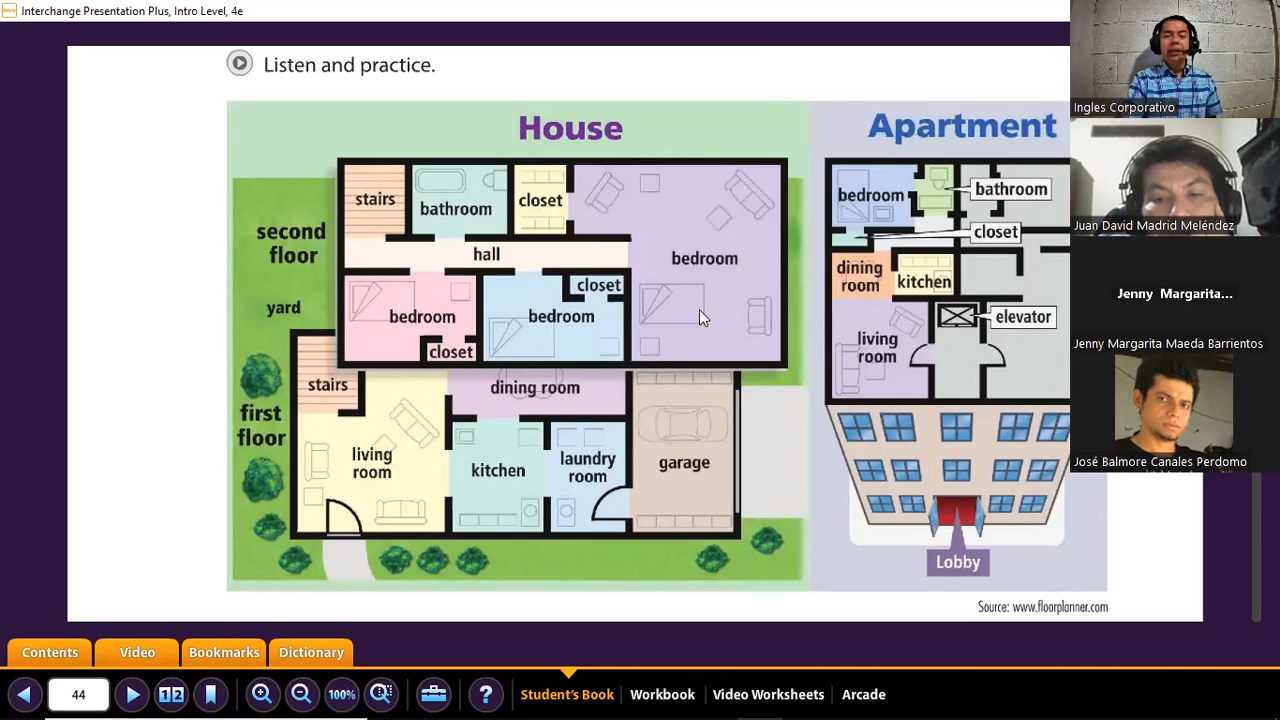 Interchange Presentation Plus, Intro Level, 4e
Listen and practice.
House
stairs
bathroom
closet
second
floor
hall
bedroom
yard
closet
bedroom
bedroom
closet
stairs
dining room
first
floor
living
room
kitchen
laundry
room
garage
Apartment
bedroom
bathroom
closet
dining
room
kitchen
elevator
living
room
Lobby
Source: www.floorplanner.com
Ingles Corporativo
Juan David Madrid Meléndez
Jenny Margarita...
Jenny Margarita Maeda Barrientos
José Balmore Canales Perdomo
Contents
Video
Bookmarks
Dictionary
44
1 2
100%
?
Student's Book
Workbook
Video Worksheets
Arcade